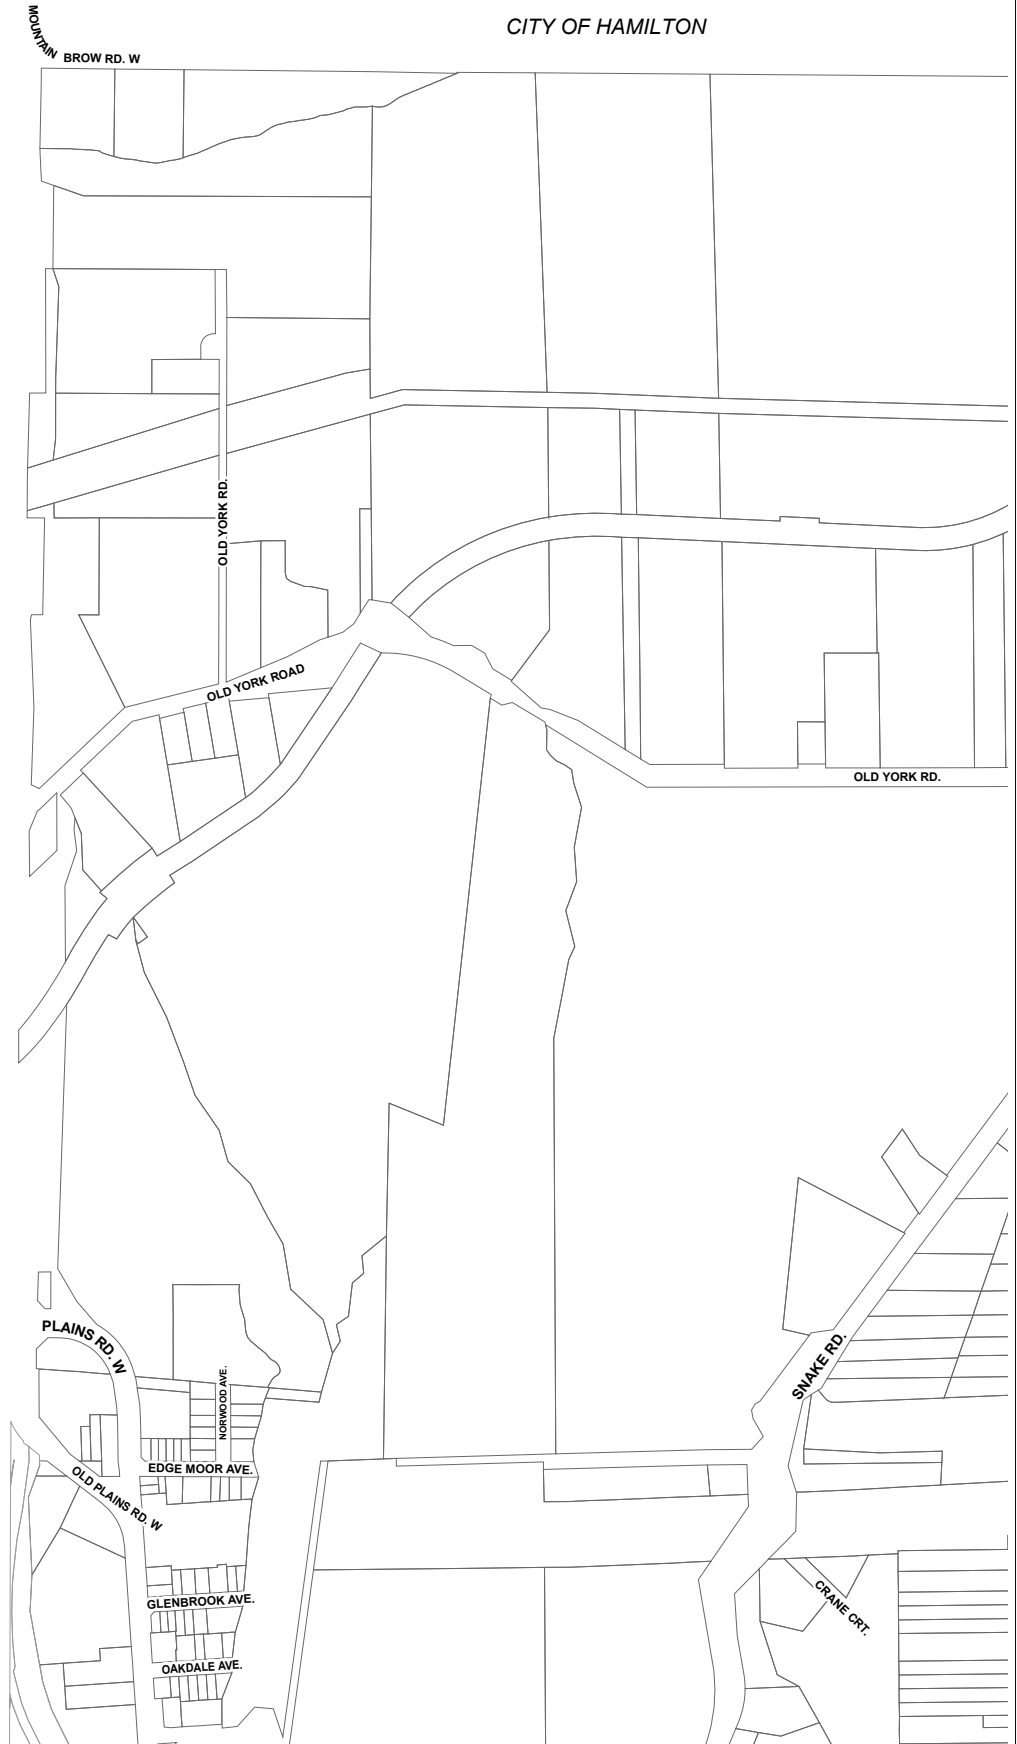 CITY OF HAMILTON
MOUNTAIN BROW RD. W
OLD YORK RD.
OLD YORK ROAD
OLD YORK RD.
PLAINS RD. W
SNAKE RD.
NORWOOD AVE.
EDGE MOOR AVE.
OLD PLAINS RD. W
GLENBROOK AVE.
CRANE CRT.
OAKDALE AVE.